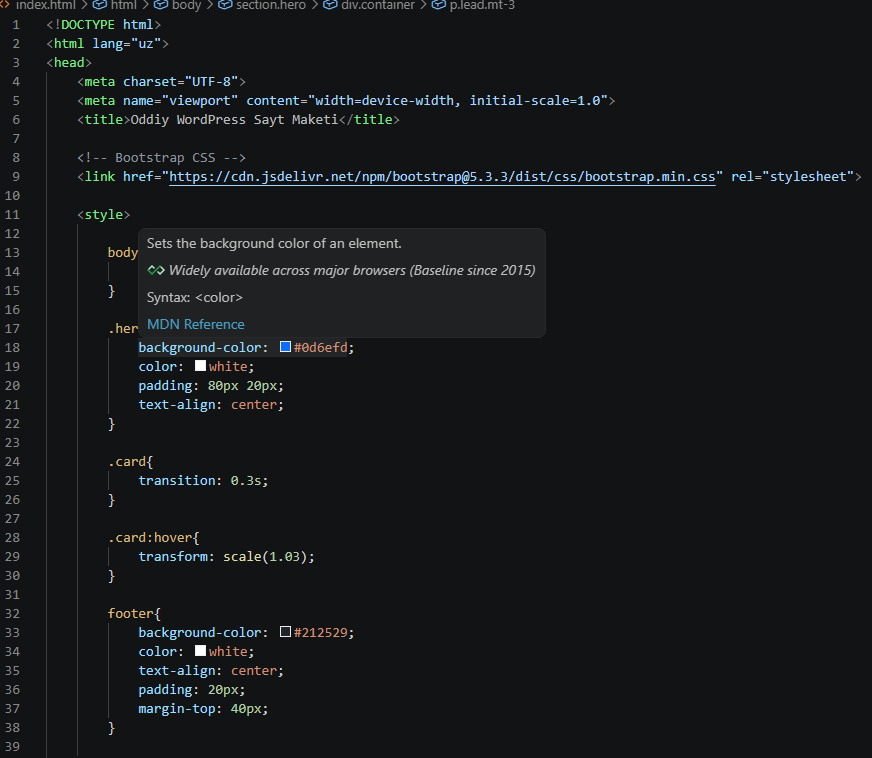 index.html > html > body > section.hero > div.container > p.lead.mt-3
1 <!DOCTYPE html>
2 <html lang="uz">
3 <head>
4 <meta charset="UTF-8">
5 <meta name="viewport" content="width=device-width, initial-scale=1.0">
6 <title>Oddiy WordPress Sayt Maketi</title>
7
8 <!-- Bootstrap CSS -->
9 <link href="https://cdn.jsdelivr.net/npm/bootstrap@5.3.3/dist/css/bootstrap.min.css" rel="stylesheet">
10
11 <style>
12
Sets the background color of an element.
13 body
Widely available across major browsers (Baseline since 2015)
14
15 }
Syntax: <color>
16
17 .her
MDN Reference
18 background-color: #0d6efd;
19 color: white;
20 padding: 80px 20px;
21 text-align: center;
22 }
23
24 .card{
25 transition: 0.3s;
26 }
27
28 .card:hover{
29 transform: scale(1.03);
30 }
31
32 footer{
33 background-color: #212529;
34 color: white;
35 text-align: center;
36 padding: 20px;
37 margin-top: 40px;
38 }
39